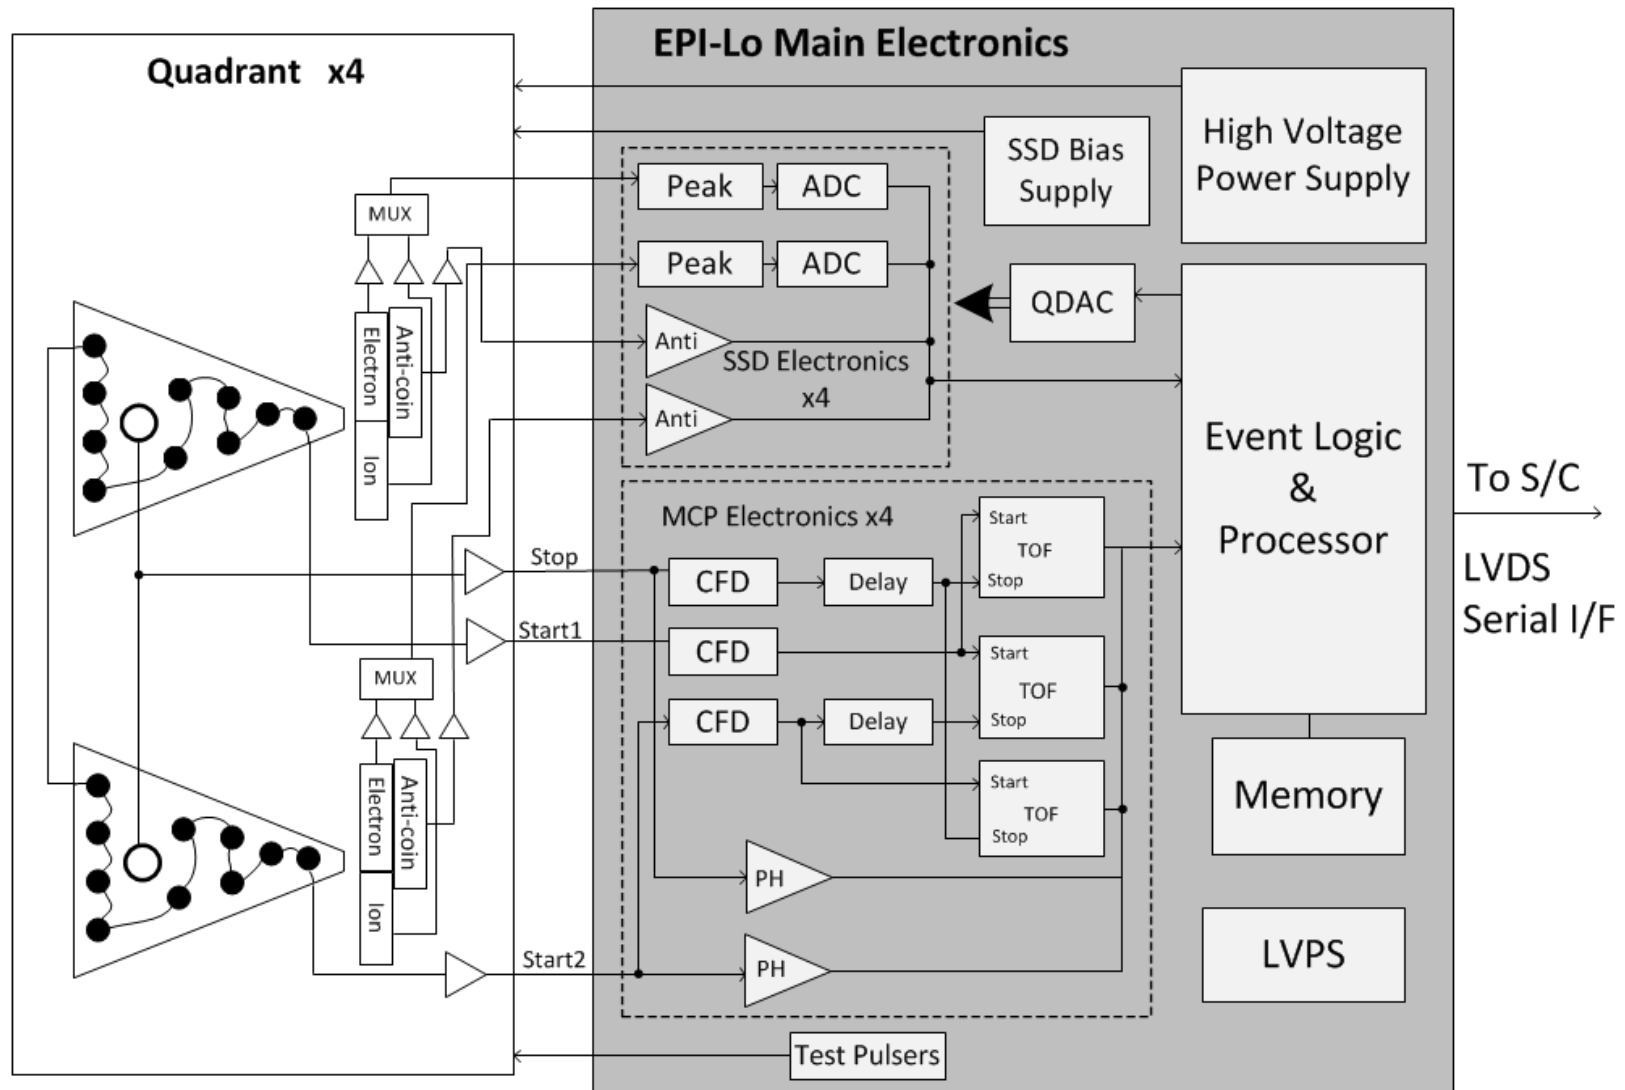 EPI-Lo Main Electronics
Quadrant x4
High Voltage
Power Supply
SSD Bias
Supply
MUX
Peak
ADC
Peak
ADC
QDAC
Electron
Anti-coin
Ion
Anti
SSD Electronics
x4
Anti
Event Logic
&
Processor
To S/C
LVDS
Serial I/F
MCP Electronics x4
Stop
CFD
Delay
Start
TOF
Stop
Start1
CFD
Start
TOF
Stop
MUX
CFD
Delay
Start
TOF
Stop
Electron
Anti-coin
Ion
Memory
PH
Start2
PH
LVPS
Test Pulsers